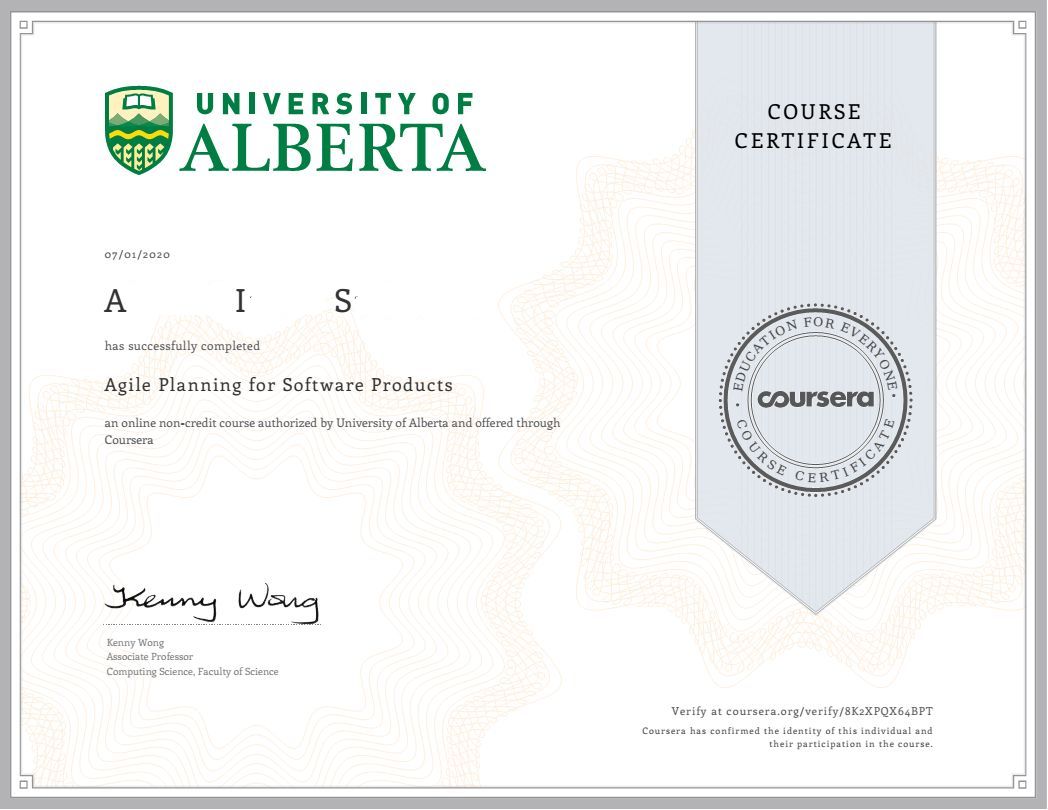 UNIVERSITY OF
ALBERTA
COURSE
CERTIFICATE
07/01/2020
A I S
has successfully completed
Agile Planning for Software Products
an online non-credit course authorized by University of Alberta and offered through
Coursera
EDUCATION FOR EVERYONE
coursera
COURSE CERTIFICATE
Kenny Wong
Kenny Wong
Associate Professor
Computing Science, Faculty of Science
Verify at coursera.org/verify/8K2XPQX64BPT
Coursera has confirmed the identity of this individual and
their participation in the course.